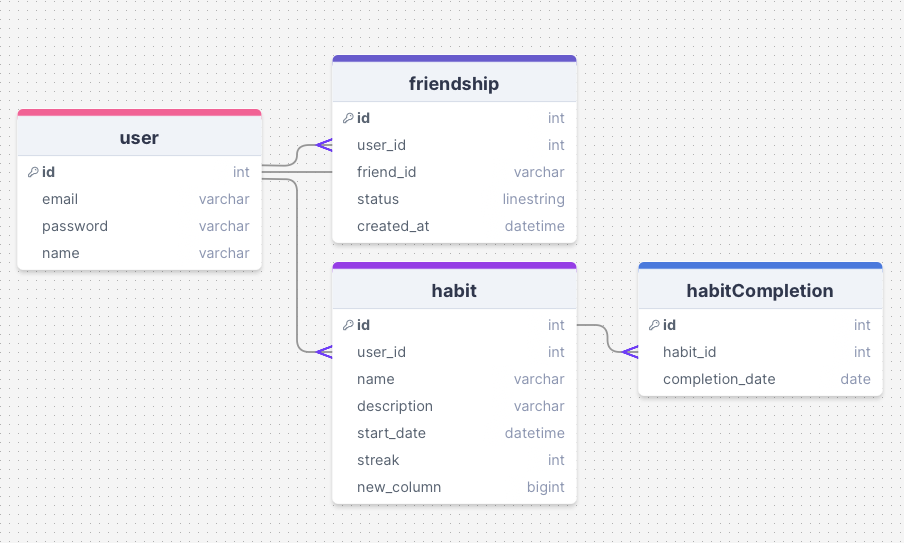 user
id int
email varchar
password varchar
name varchar
friendship
id int
user_id int
friend_id varchar
status linestring
created_at datetime
habit
id int
user_id int
name varchar
description varchar
start_date datetime
streak int
new_column bigint
habitCompletion
id int
habit_id int
completion_date date